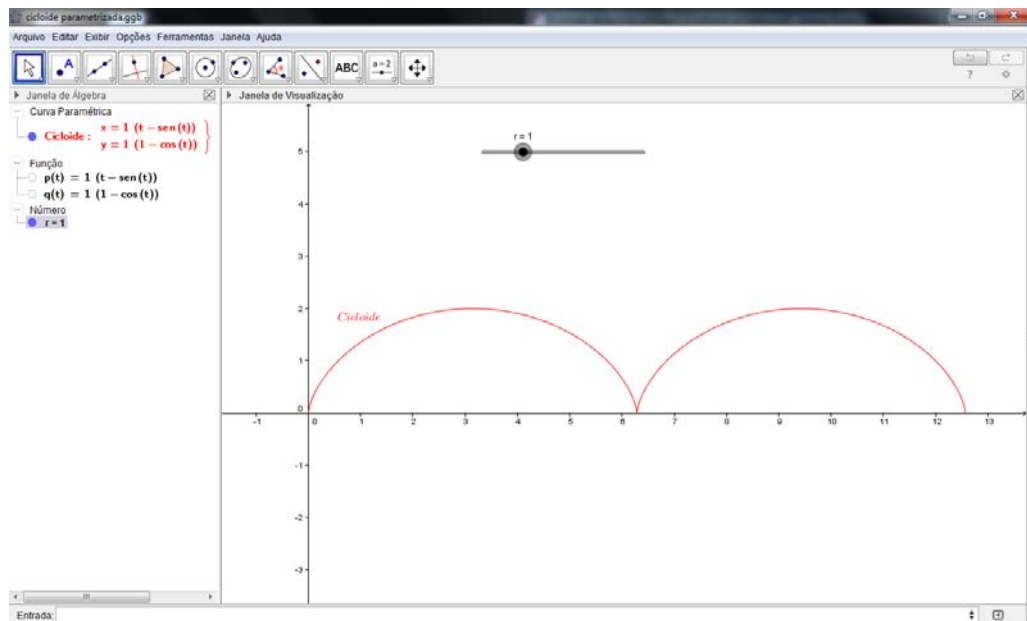 cicloide parametrizada.ggb
Arquivo Editar Exibir Opções Ferramentas Janela Ajuda
A ABC a=2
?
Janela de Álgebra
Janela de Visualização
Curva Paramétrica
Cicloide : x = 1 (t − sen(t))
y = 1 (1 − cos(t))
Função
p(t) = 1 (t − sen(t))
q(t) = 1 (1 − cos(t))
Número
r = 1
r = 1
5
4
3
2
1
0
-1
-2
-3
Cicloide
-1 0 1 2 3 4 5 6 7 8 9 10 11 12 13
Entrada: